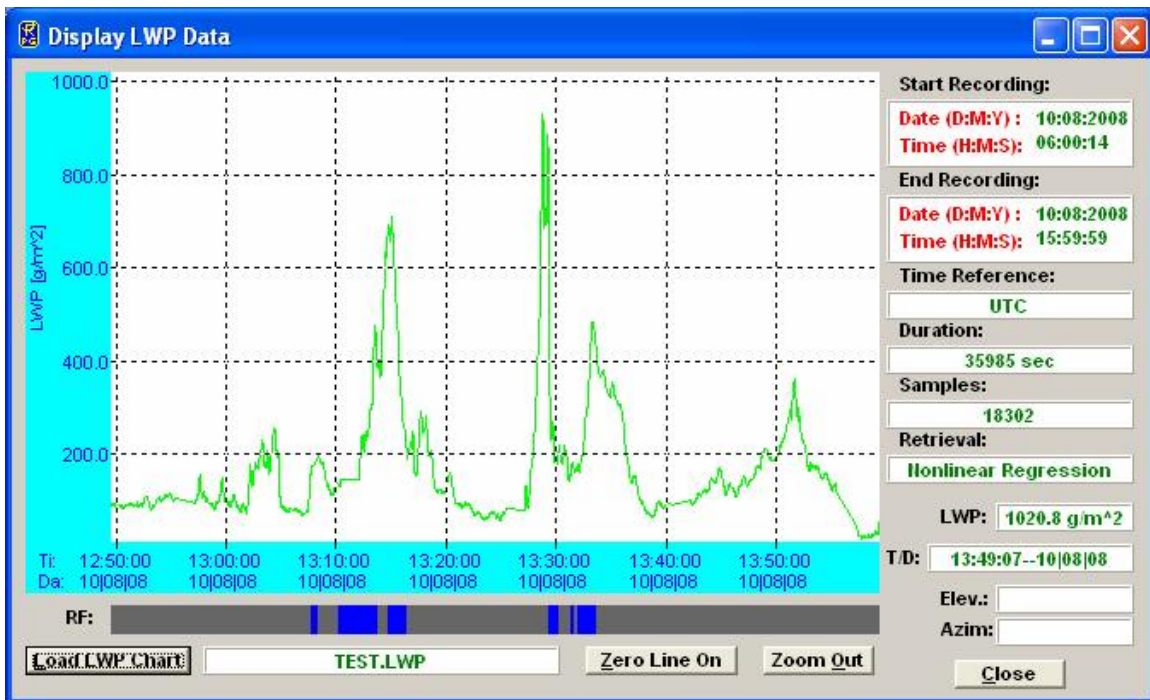 Display LWP Data
1000.0
800.0
600.0
400.0
200.0
LWP [g/m^2]
Ti: 12:50:00 13:00:00 13:10:00 13:20:00 13:30:00 13:40:00 13:50:00
Da: 10|08|08 10|08|08 10|08|08 10|08|08 10|08|08 10|08|08 10|08|08
RF:
Load LWP Chart TEST.LWP Zero Line On Zoom Out
Start Recording:
Date (D:M:Y) : 10:08:2008
Time (H:M:S): 06:00:14
End Recording:
Date (D:M:Y) : 10:08:2008
Time (H:M:S): 15:59:59
Time Reference:
UTC
Duration:
35985 sec
Samples:
18302
Retrieval:
Nonlinear Regression
LWP: 1020.8 g/m^2
T/D: 13:49:07--10|08|08
Elev.:
Azim:
Close